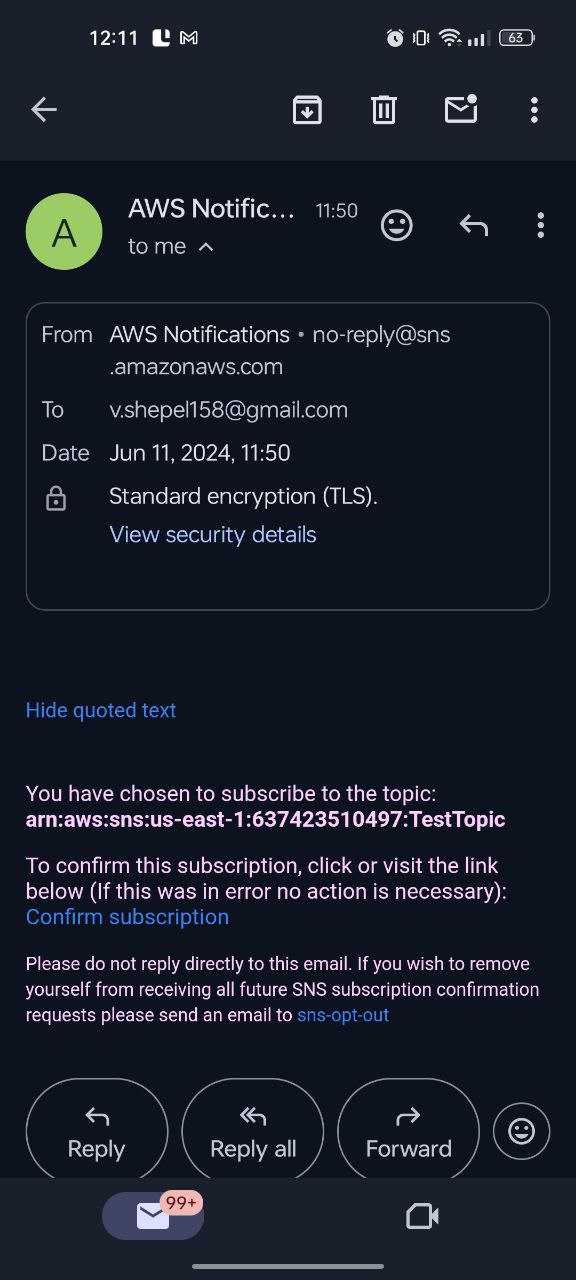 12:11
63
AWS Notific... 11:50
to me
A
From AWS Notifications • no-reply@sns
.amazonaws.com
To v.shepel158@gmail.com
Date Jun 11, 2024, 11:50
Standard encryption (TLS).
View security details
Hide quoted text
You have chosen to subscribe to the topic:
arn:aws:sns:us-east-1:637423510497:TestTopic
To confirm this subscription, click or visit the link
below (If this was in error no action is necessary):
Confirm subscription
Please do not reply directly to this email. If you wish to remove
yourself from receiving all future SNS subscription confirmation
requests please send an email to sns-opt-out
Reply Reply all Forward
99+